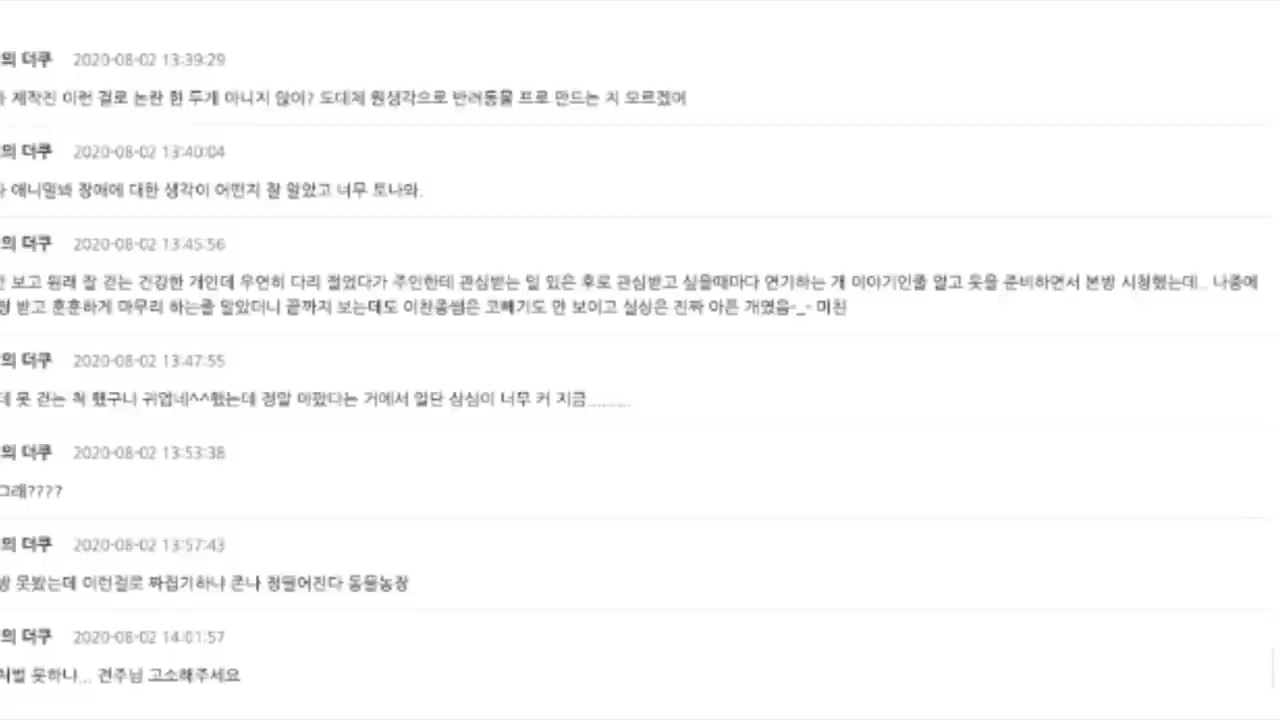 의 더쿠 2020-08-02 13:39:29
제작진 이런 걸로 논란 한 두개 아니지 않아? 도대체 뭔생각으로 반려동물 프로 만드는 지 모르겠어
의 더쿠 2020-08-02 13:40:04
애니멀봐 장애에 대한 생각이 어떤지 잘 알았고 너무 토나와.
의 더쿠 2020-08-02 13:45:56
보고 원래 잘 걷는 건강한 개인데 우연히 다리 절었다가 주인한테 관심받는 일 있은 후로 관심받고 싶을때마다 연기하는 개 이야기인줄 알고 웃을 준비하면서 본방 시청했는데.. 나중에
받고 훈훈하게 마무리 하는줄 알았더니 끝까지 보는데도 이찬종쌤은 코빼기도 안 보이고 실상은 진짜 아픈 개였음-_- 미친
의 더쿠 2020-08-02 13:47:55
데 못 걷는 척 했구나 귀엽네^^했는데 정말 아팠다는 거에서 일단 상심이 너무 커 지금.........
의 더쿠 2020-08-02 13:53:38
그래????
의 더쿠 2020-08-02 13:57:43
방 못봤는데 이런걸로 짜집기하냐 존나 정떨어진다 동물농장
의 더쿠 2020-08-02 14:01:57
처벌 못하나... 견주님 고소해주세요